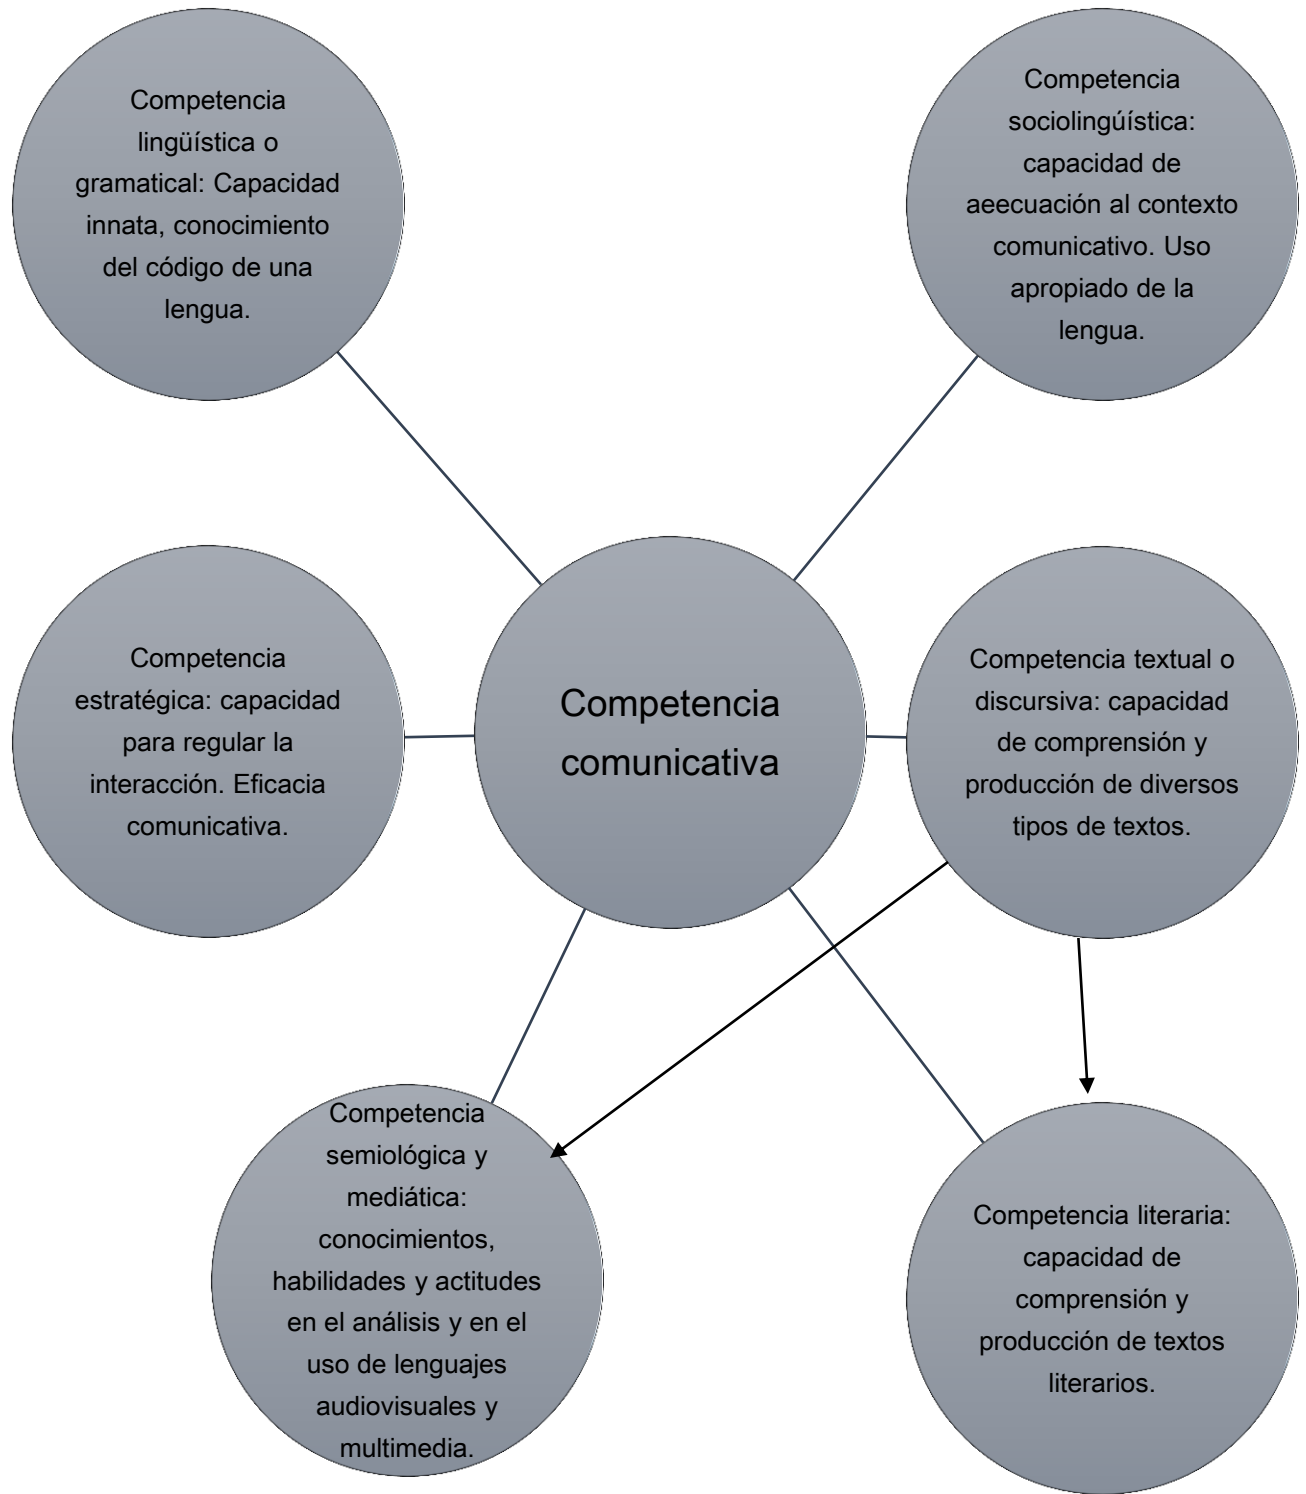 Competencia
lingüística o
gramatical: Capacidad
innata, conocimiento
del código de una
lengua.
Competencia
sociolingúística:
capacidad de
aeecuación al contexto
comunicativo. Uso
apropiado de la
lengua.
Competencia
estratégica: capacidad
para regular la
interacción. Eficacia
comunicativa.
Competencia
comunicativa
Competencia textual o
discursiva: capacidad
de comprensión y
producción de diversos
tipos de textos.
Competencia
semiológica y
mediática:
conocimientos,
habilidades y actitudes
en el análisis y en el
uso de lenguajes
audiovisuales y
multimedia.
Competencia literaria:
capacidad de
comprensión y
producción de textos
literarios.